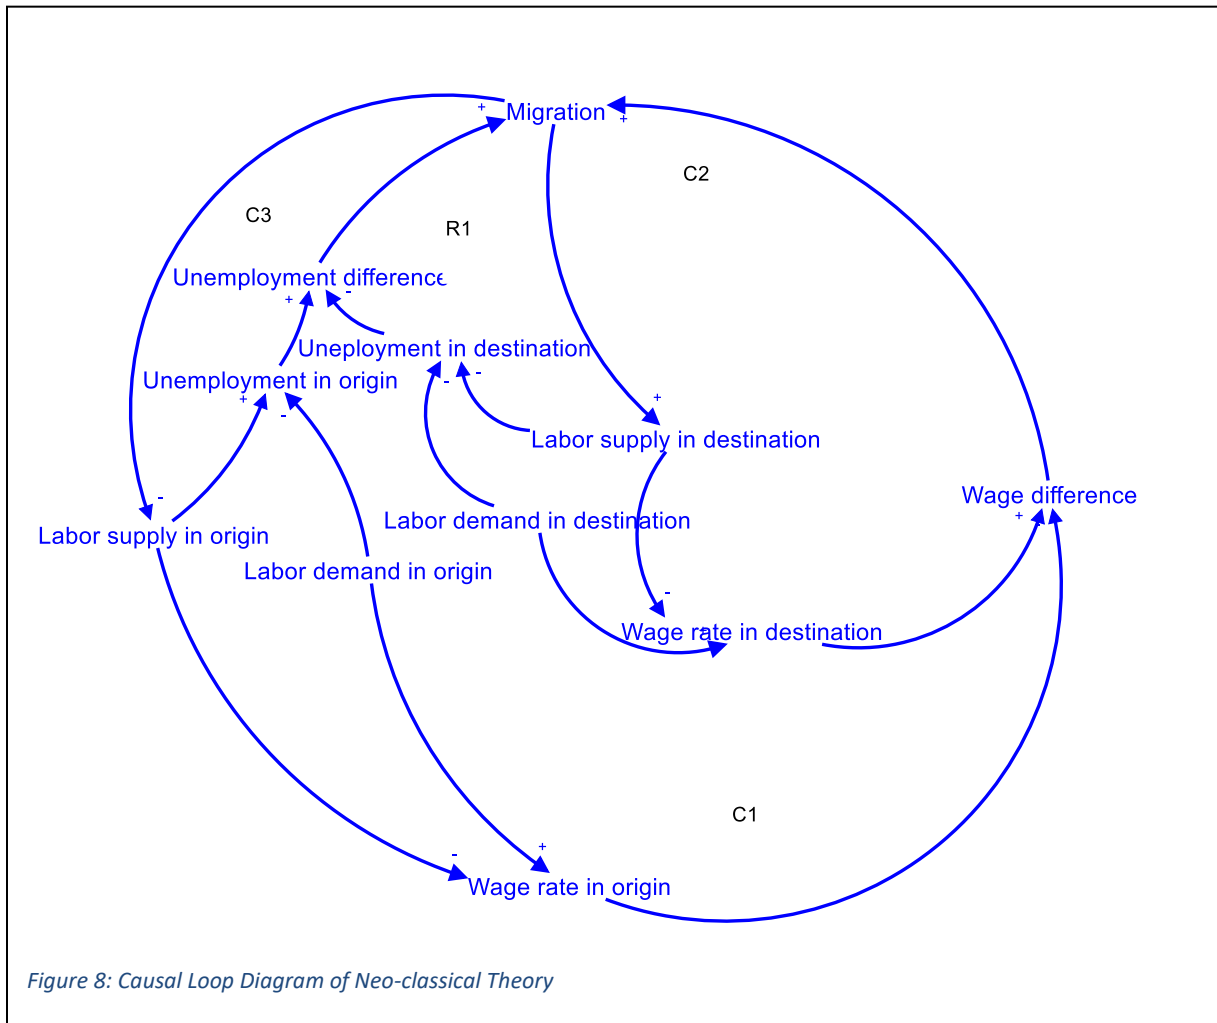 Migration
+
+
C2
C3
R1
Unemployment difference
+
-
Uneployment in destination
Unemployment in origin
+
-
-
-
+
Labor supply in destination
Wage difference
+
-
-
Labor supply in origin
Labor demand in destination
Labor demand in origin
-
+
Wage rate in destination
C1
+
-
Wage rate in origin
Figure 8: Causal Loop Diagram of Neo-classical Theory